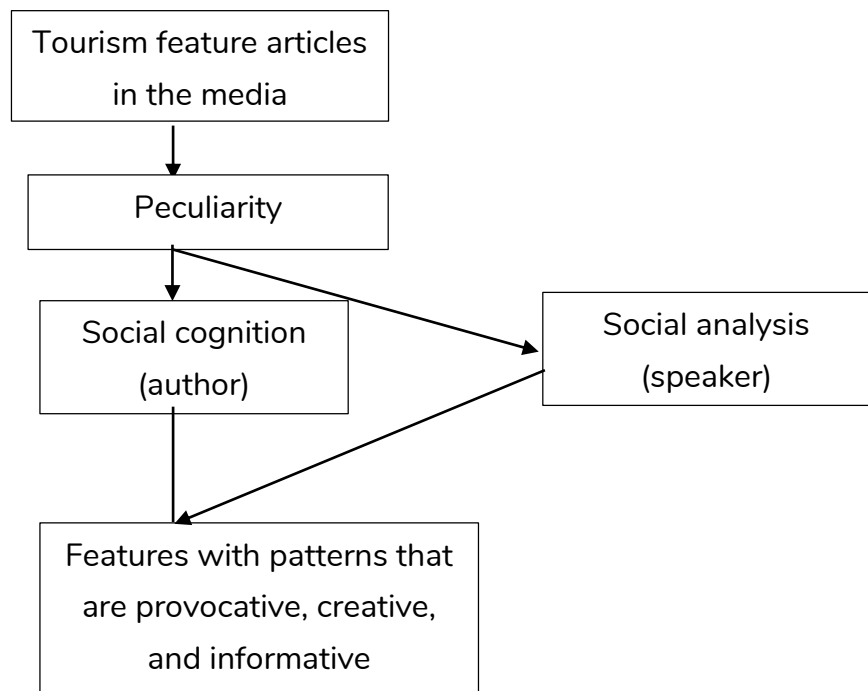 Tourism feature articles
in the media
Peculiarity
Social cognition
(author)
Social analysis
(speaker)
Features with patterns that
are provocative, creative,
and informative